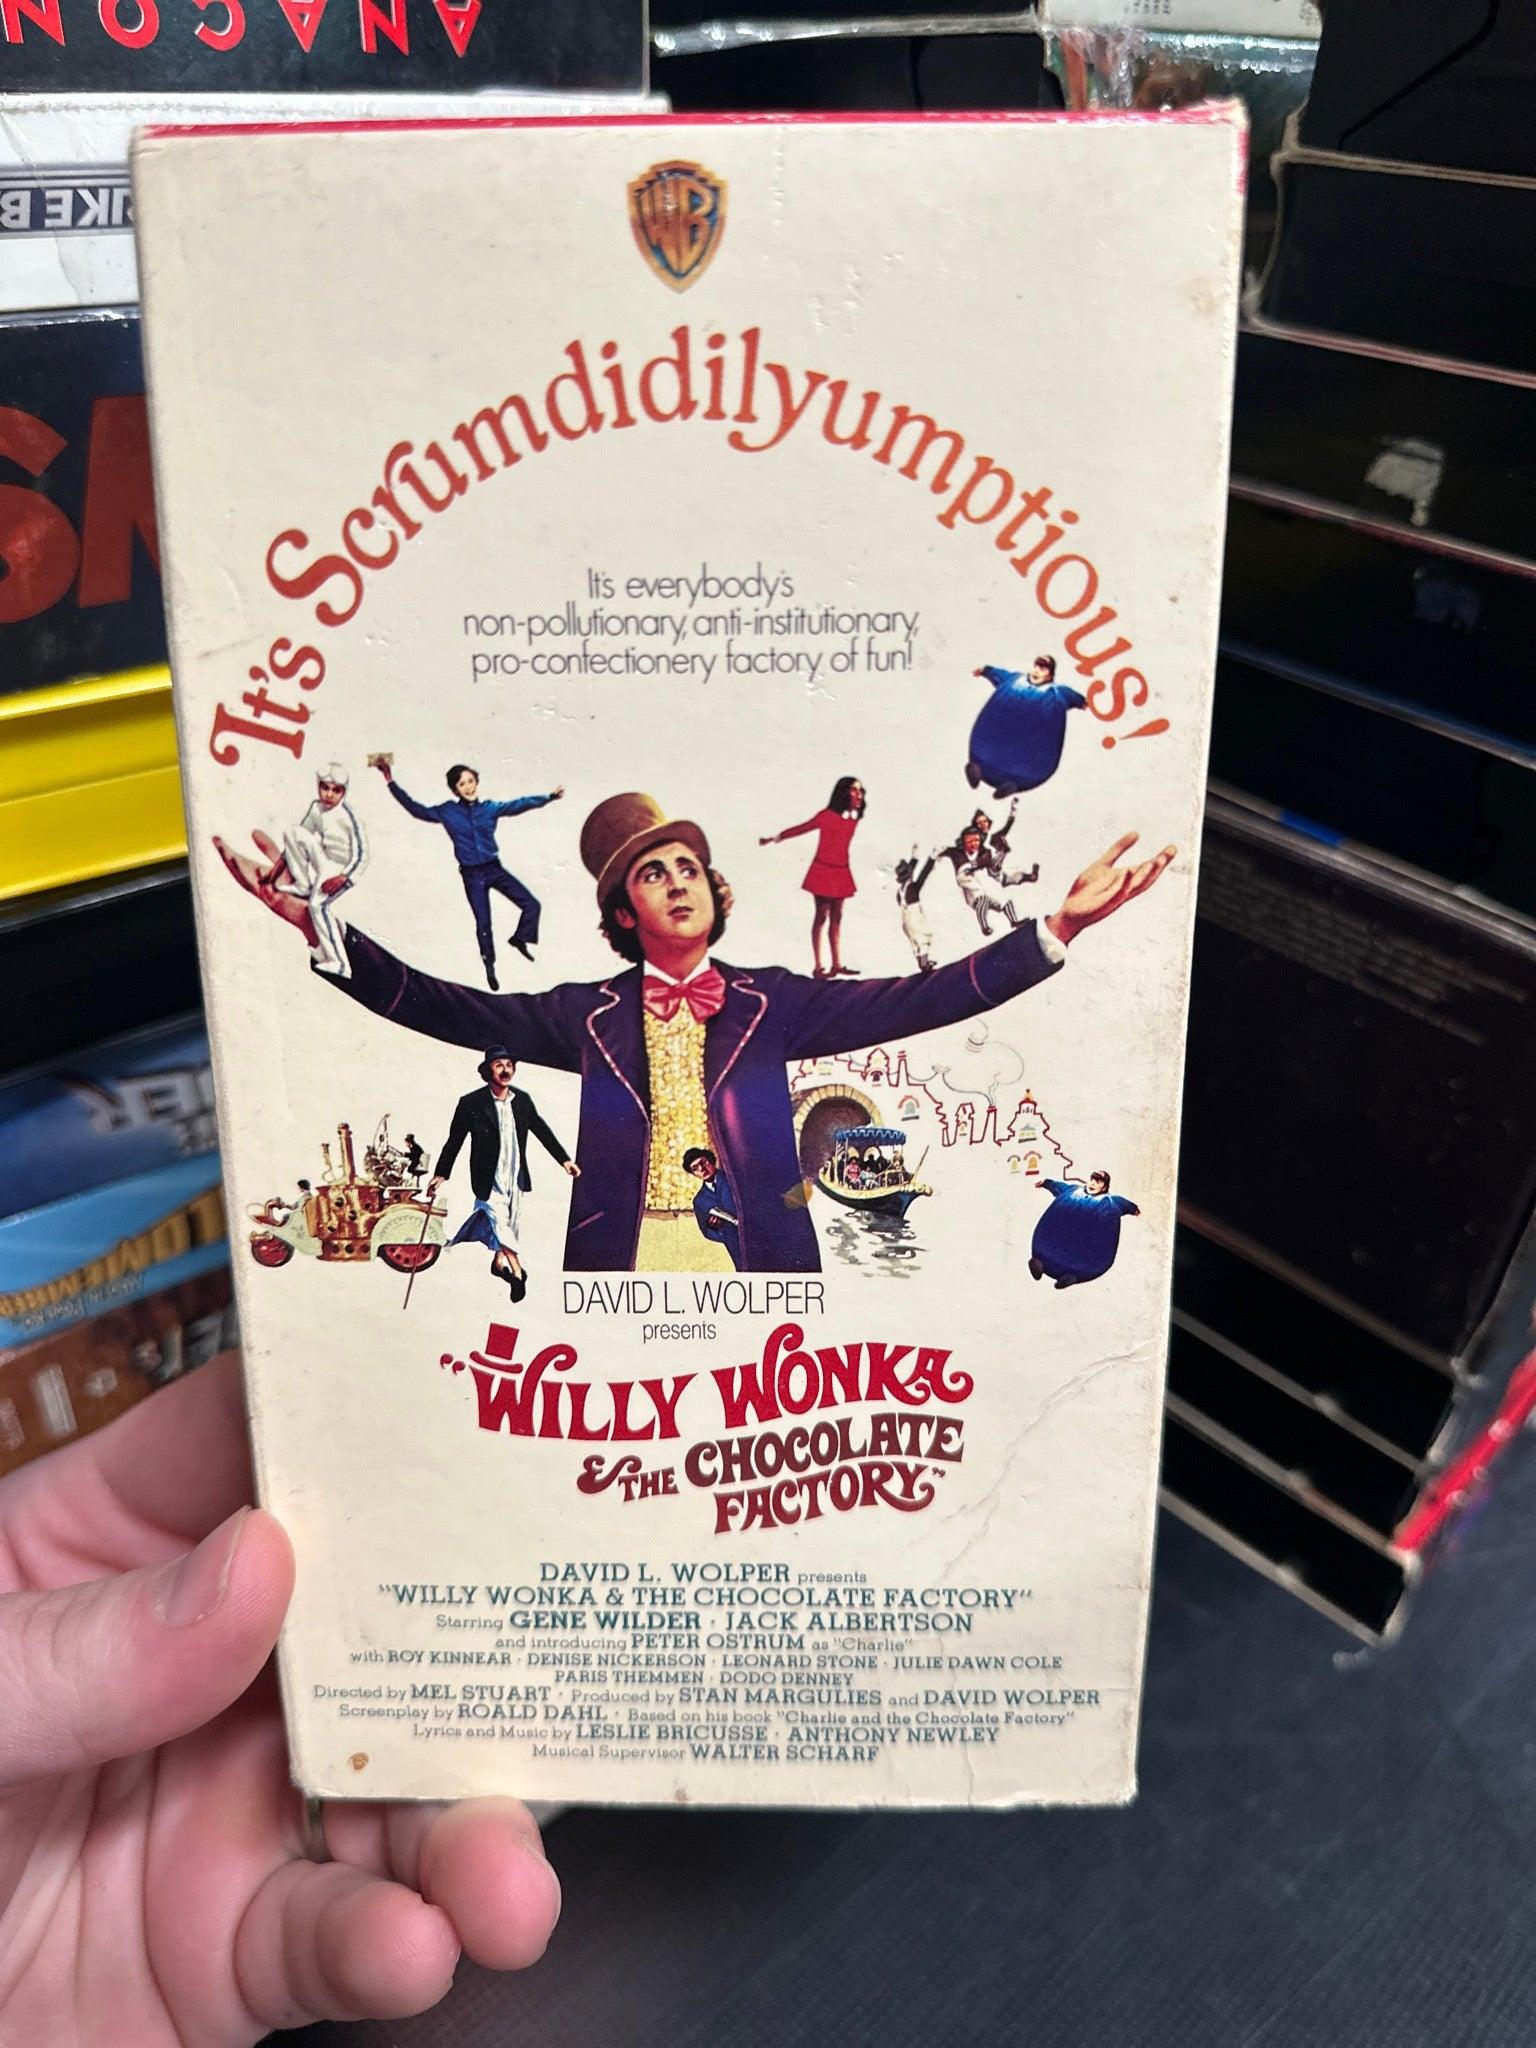 ANACON
IKE B
SM
WB
It's Scrumdidilyumptious!
It's everybody's
non-pollutionary, anti-institutionary,
pro-confectionery factory of fun!
DAVID L. WOLPER
presents
"WILLY WONKA
& THE CHOCOLATE
FACTORY"
DAVID L. WOLPER presents
"WILLY WONKA & THE CHOCOLATE FACTORY"
Starring GENE WILDER · JACK ALBERTSON
and introducing PETER OSTRUM as "Charlie"
with ROY KINNEAR · DENISE NICKERSON · LEONARD STONE · JULIE DAWN COLE
PARIS THEMMEN · DODO DENNEY
Directed by MEL STUART · Produced by STAN MARGULIES and DAVID WOLPER
Screenplay by ROALD DAHL · Based on his book "Charlie and the Chocolate Factory"
Lyrics and Music by LESLIE BRICUSSE · ANTHONY NEWLEY
Musical Supervisor WALTER SCHARF